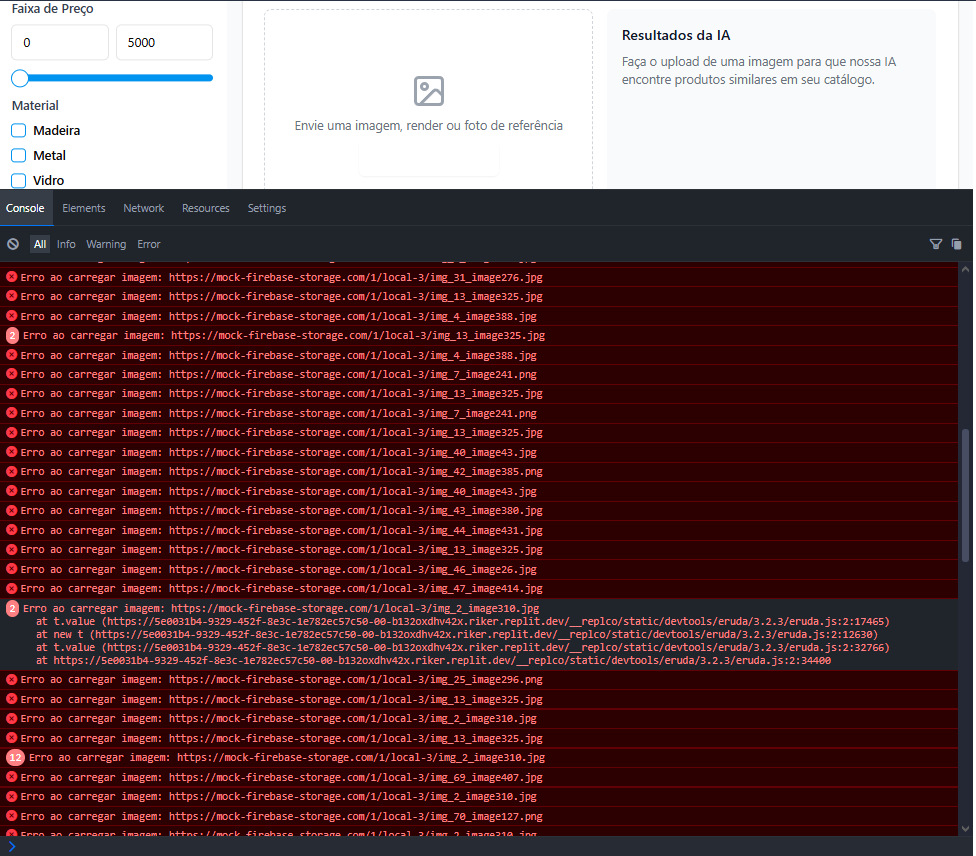 Faixa de Preço
0
5000
Material
Madeira
Metal
Vidro
Envie uma imagem, render ou foto de referência
Resultados da IA
Faça o upload de uma imagem para que nossa IA
encontre produtos similares em seu catálogo.
Console Elements Network Resources Settings
All Info Warning Error
Erro ao carregar imagem: https://mock-firebase-storage.com/1/local-3/img_31_image276.jpg
Erro ao carregar imagem: https://mock-firebase-storage.com/1/local-3/img_13_image325.jpg
Erro ao carregar imagem: https://mock-firebase-storage.com/1/local-3/img_4_image388.jpg
2 Erro ao carregar imagem: https://mock-firebase-storage.com/1/local-3/img_13_image325.jpg
Erro ao carregar imagem: https://mock-firebase-storage.com/1/local-3/img_4_image388.jpg
Erro ao carregar imagem: https://mock-firebase-storage.com/1/local-3/img_7_image241.png
Erro ao carregar imagem: https://mock-firebase-storage.com/1/local-3/img_13_image325.jpg
Erro ao carregar imagem: https://mock-firebase-storage.com/1/local-3/img_7_image241.png
Erro ao carregar imagem: https://mock-firebase-storage.com/1/local-3/img_13_image325.jpg
Erro ao carregar imagem: https://mock-firebase-storage.com/1/local-3/img_40_image43.jpg
Erro ao carregar imagem: https://mock-firebase-storage.com/1/local-3/img_42_image385.png
Erro ao carregar imagem: https://mock-firebase-storage.com/1/local-3/img_40_image43.jpg
Erro ao carregar imagem: https://mock-firebase-storage.com/1/local-3/img_43_image380.jpg
Erro ao carregar imagem: https://mock-firebase-storage.com/1/local-3/img_44_image431.jpg
Erro ao carregar imagem: https://mock-firebase-storage.com/1/local-3/img_13_image325.jpg
Erro ao carregar imagem: https://mock-firebase-storage.com/1/local-3/img_46_image26.jpg
Erro ao carregar imagem: https://mock-firebase-storage.com/1/local-3/img_47_image414.jpg
2 Erro ao carregar imagem: https://mock-firebase-storage.com/1/local-3/img_2_image310.jpg
at t.value (https://5e0031b4-9329-452f-8e3c-1e782ec57c50-00-b132oxdhv42x.riker.replit.dev/__replco/static/devtools/eruda/3.2.3/eruda.js:2:17465)
at new t (https://5e0031b4-9329-452f-8e3c-1e782ec57c50-00-b132oxdhv42x.riker.replit.dev/__replco/static/devtools/eruda/3.2.3/eruda.js:2:12630)
at t.value (https://5e0031b4-9329-452f-8e3c-1e782ec57c50-00-b132oxdhv42x.riker.replit.dev/__replco/static/devtools/eruda/3.2.3/eruda.js:2:32766)
at https://5e0031b4-9329-452f-8e3c-1e782ec57c50-00-b132oxdhv42x.riker.replit.dev/__replco/static/devtools/eruda/3.2.3/eruda.js:2:34400
Erro ao carregar imagem: https://mock-firebase-storage.com/1/local-3/img_25_image296.png
Erro ao carregar imagem: https://mock-firebase-storage.com/1/local-3/img_13_image325.jpg
Erro ao carregar imagem: https://mock-firebase-storage.com/1/local-3/img_2_image310.jpg
Erro ao carregar imagem: https://mock-firebase-storage.com/1/local-3/img_13_image325.jpg
12 Erro ao carregar imagem: https://mock-firebase-storage.com/1/local-3/img_2_image310.jpg
Erro ao carregar imagem: https://mock-firebase-storage.com/1/local-3/img_69_image407.jpg
Erro ao carregar imagem: https://mock-firebase-storage.com/1/local-3/img_2_image310.jpg
Erro ao carregar imagem: https://mock-firebase-storage.com/1/local-3/img_70_image127.png
Erro ao carregar imagem: https://mock-firebase-storage.com/1/local-3/img_2_image310.jpg